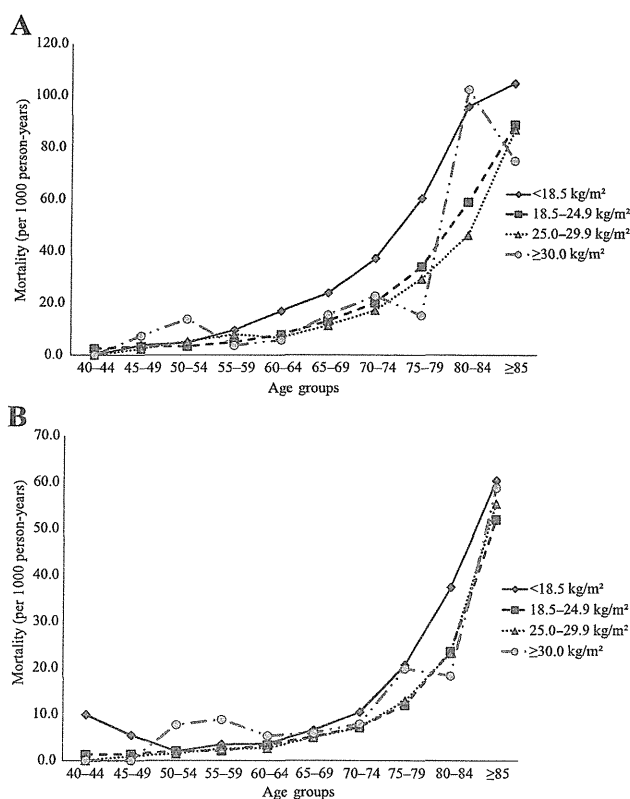 A
120.0
100.0
80.0
60.0
40.0
20.0
0.0
Mortality (per 1000 person-years)
40–44 45–49 50–54 55–59 60–64 65–69 70–74 75–79 80–84 ≥85
Age groups
<18.5 kg/m²
18.5–24.9 kg/m²
25.0–29.9 kg/m²
≥30.0 kg/m²
B
70.0
60.0
50.0
40.0
30.0
20.0
10.0
0.0
Mortality (per 1000 person-years)
40–44 45–49 50–54 55–59 60–64 65–69 70–74 75–79 80–84 ≥85
Age groups
<18.5 kg/m²
18.5–24.9 kg/m²
25.0–29.9 kg/m²
≥30.0 kg/m²